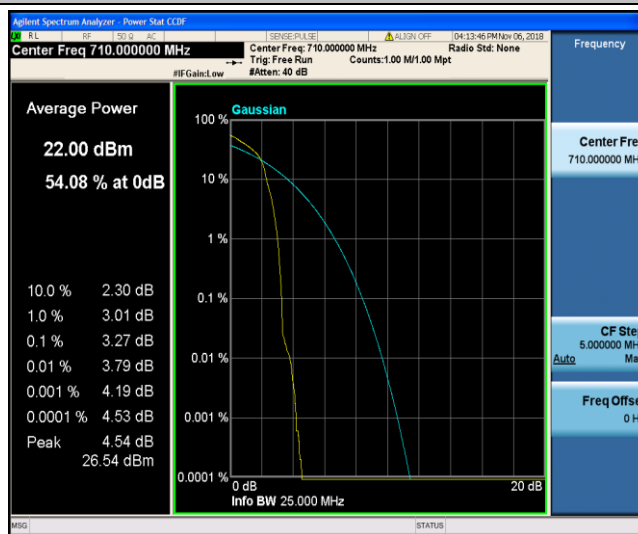 Agilent Spectrum Analyzer - Power Stat CCDF
RL RF 50 Ω AC SENSE:PULSE ALIGN OFF 04:13:46 PM Nov 06, 2018
Center Freq 710.000000 MHz
Center Freq: 710.000000 MHz Radio Std: None
Trig: Free Run Counts:1.00 M/1.00 Mpt
#IFGain:Low #Atten: 40 dB
Frequency
Average Power
22.00 dBm
54.08 % at 0dB
10.0 % 2.30 dB
1.0 % 3.01 dB
0.1 % 3.27 dB
0.01 % 3.79 dB
0.001 % 4.19 dB
0.0001 % 4.53 dB
Peak 4.54 dB
26.54 dBm
Gaussian
100 %
10 %
1 %
0.1 %
0.01 %
0.001 %
0.0001 %
0 dB 20 dB
Info BW 25.000 MHz
Center Fre
710.000000 MH
CF Ste
5.000000 MH
Auto Ma
Freq Offse
0 H
MSG STATUS